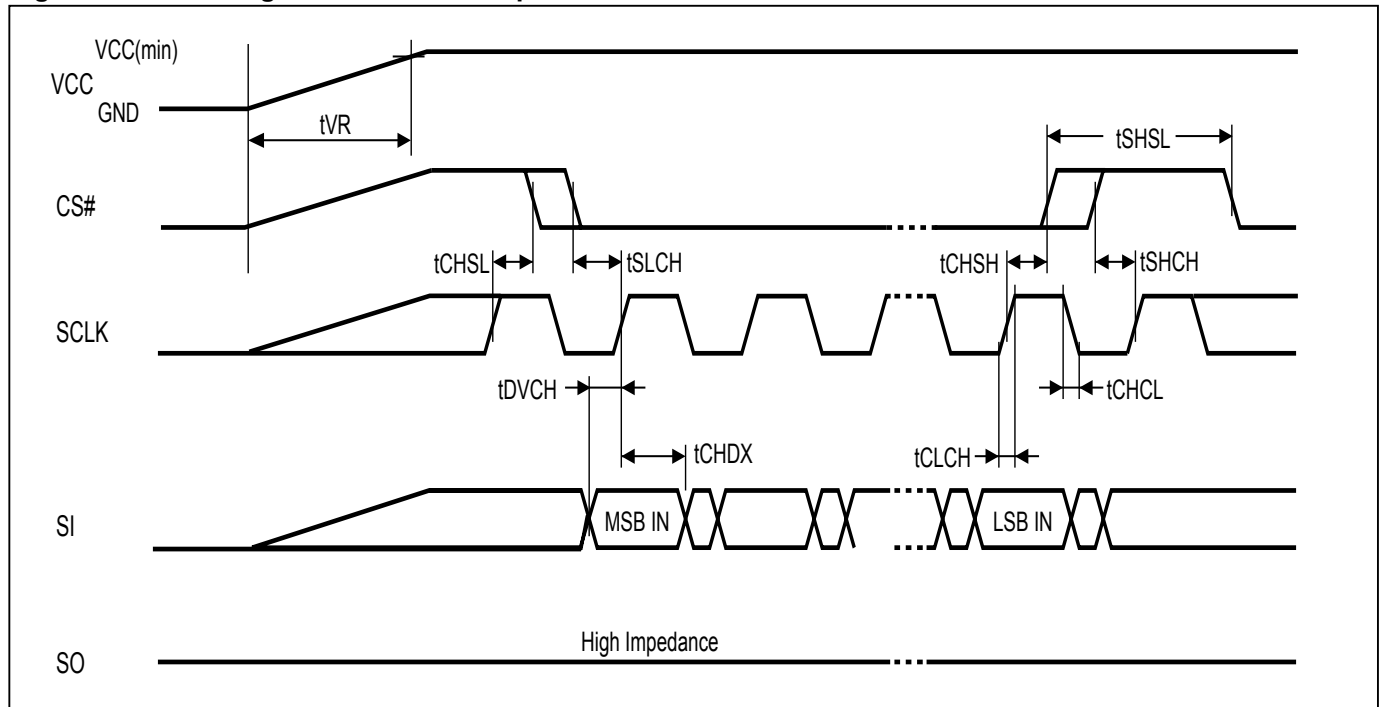 VCC(min)
VCC
GND
tVR
tSHSL
CS#
tCHSL
tSLCH
tCHSH
tSHCH
SCLK
tDVCH
tCHCL
tCHDX
tCLCH
SI
MSB IN
LSB IN
High Impedance
SO